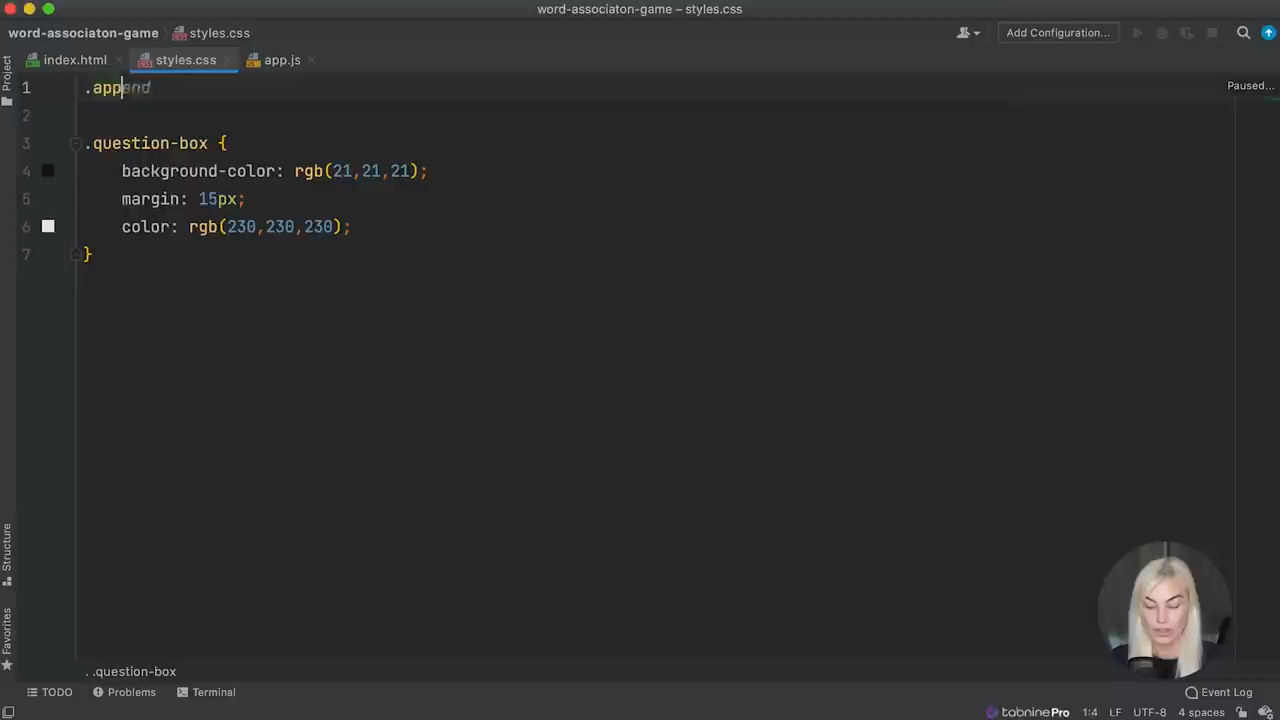 word-associaton-game – styles.css
word-associaton-game
styles.css
Add Configuration...
Project
index.html
styles.css
app.js
1 .append
Paused...
2
3 .question-box {
4 background-color: rgb(21,21,21);
5 margin: 15px;
6 color: rgb(230,230,230);
7 }
Structure
Favorites
. .question-box
TODO
Problems
Terminal
Event Log
tabninePro
1:4
LF
UTF-8
4 spaces